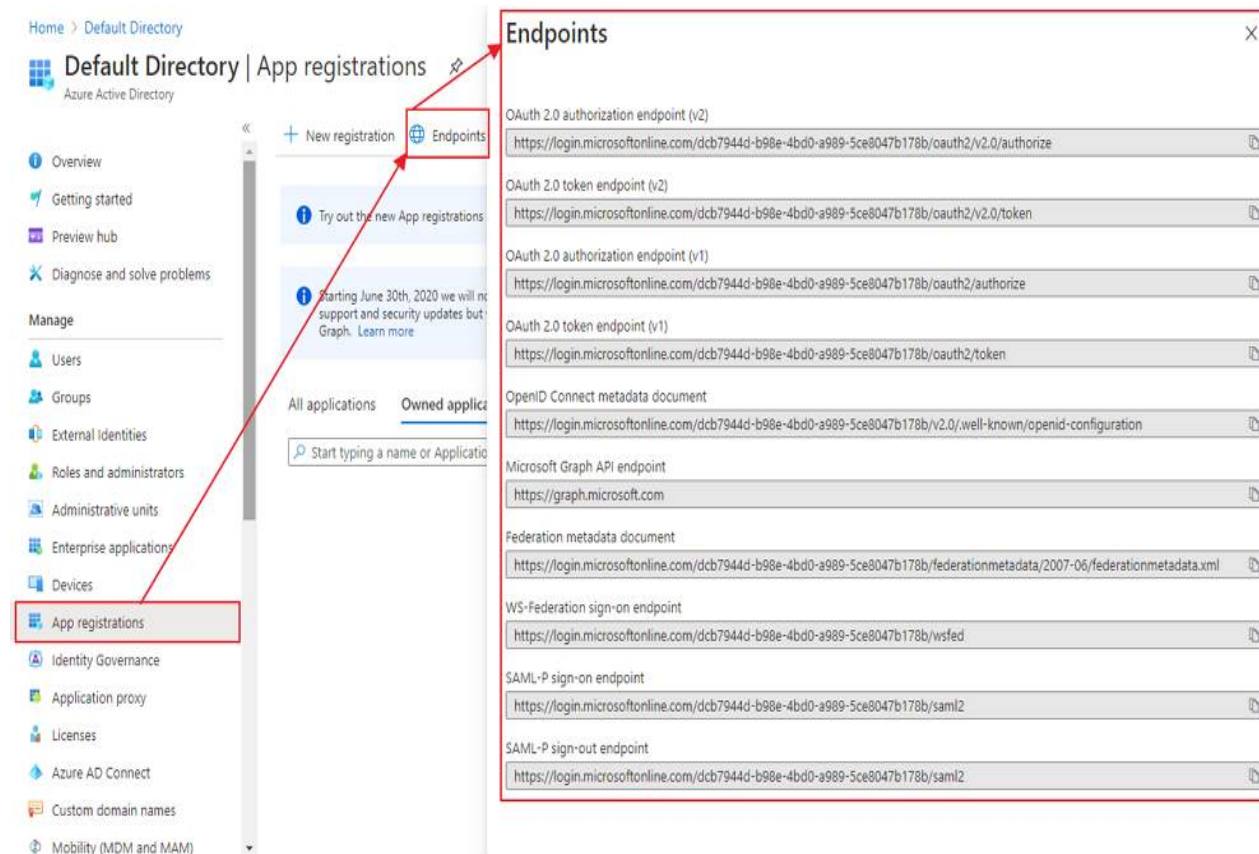 Home > Default Directory
Default Directory | App registrations
Azure Active Directory
«
Overview
Getting started
Preview hub
Diagnose and solve problems
Manage
Users
Groups
External Identities
Roles and administrators
Administrative units
Enterprise applications
Devices
App registrations
Identity Governance
Application proxy
Licenses
Azure AD Connect
Custom domain names
Mobility (MDM and MAM)
+ New registration Endpoints
Try out the new App registrations
Starting June 30th, 2020 we will no
support and security updates but
Graph. Learn more
All applications Owned applica
Start typing a name or Applicatio
Endpoints
OAuth 2.0 authorization endpoint (v2)
https://login.microsoftonline.com/dcb7944d-b98e-4bd0-a989-5ce8047b178b/oauth2/v2.0/authorize
OAuth 2.0 token endpoint (v2)
https://login.microsoftonline.com/dcb7944d-b98e-4bd0-a989-5ce8047b178b/oauth2/v2.0/token
OAuth 2.0 authorization endpoint (v1)
https://login.microsoftonline.com/dcb7944d-b98e-4bd0-a989-5ce8047b178b/oauth2/authorize
OAuth 2.0 token endpoint (v1)
https://login.microsoftonline.com/dcb7944d-b98e-4bd0-a989-5ce8047b178b/oauth2/token
OpenID Connect metadata document
https://login.microsoftonline.com/dcb7944d-b98e-4bd0-a989-5ce8047b178b/v2.0/.well-known/openid-configuration
Microsoft Graph API endpoint
https://graph.microsoft.com
Federation metadata document
https://login.microsoftonline.com/dcb7944d-b98e-4bd0-a989-5ce8047b178b/federationmetadata/2007-06/federationmetadata.xml
WS-Federation sign-on endpoint
https://login.microsoftonline.com/dcb7944d-b98e-4bd0-a989-5ce8047b178b/wsfed
SAML-P sign-on endpoint
https://login.microsoftonline.com/dcb7944d-b98e-4bd0-a989-5ce8047b178b/saml2
SAML-P sign-out endpoint
https://login.microsoftonline.com/dcb7944d-b98e-4bd0-a989-5ce8047b178b/saml2